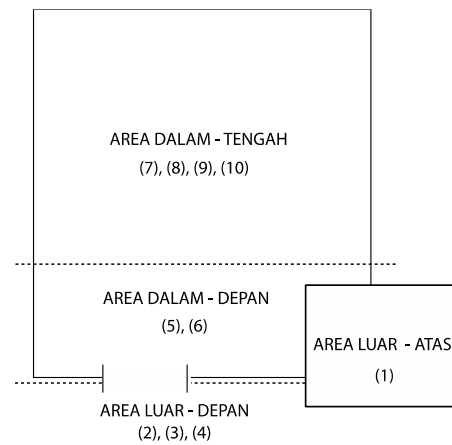 AREA DALAM - TENGAH
(7), (8), (9), (10)
AREA DALAM - DEPAN
(5), (6)
AREA LUAR - ATAS
(1)
AREA LUAR - DEPAN
(2), (3), (4)